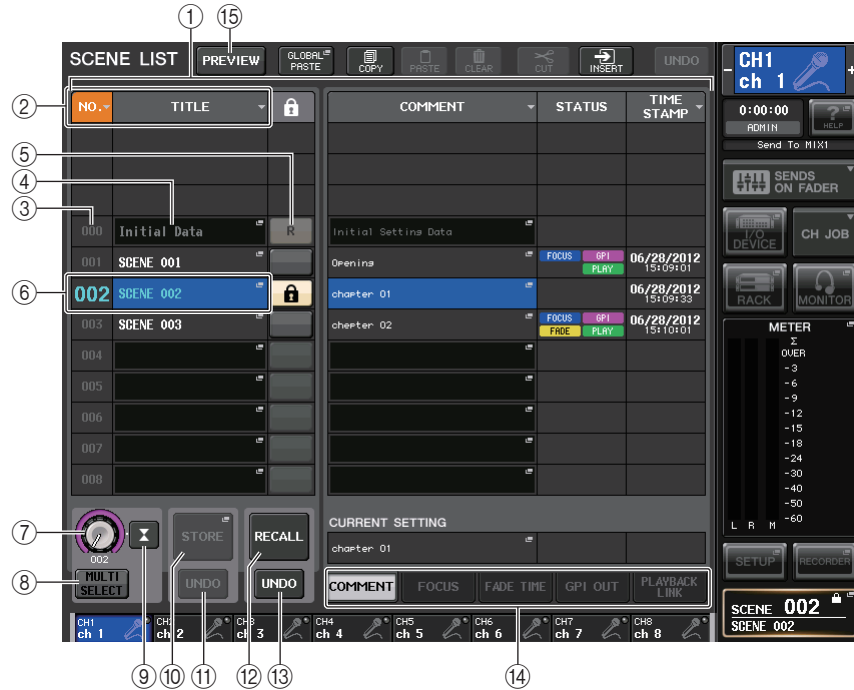 ① ⑮
SCENE LIST PREVIEW GLOBAL PASTE COPY PASTE CLEAR CUT INSERT UNDO
CH1
ch 1
- +
② NO. TITLE COMMENT STATUS TIME STAMP
0:00:00
ADMIN
? HELP
Send To MIX1
SENDS ON FADER
⑤
④
③ 000 Initial Data R Initial Setting Data
I/O DEVICE CH JOB
001 SCENE 001 Opening FOCUS GPI PLAY 06/28/2012 15:09:01
⑥ 002 SCENE 002 chapter 01 06/28/2012 15:09:33
RACK MONITOR
003 SCENE 003 chepter 02 FOCUS GPI FADE PLAY 06/28/2012 15:10:01
004
005
006
007
008
METER
Σ
OVER
-3
-6
-9
-12
-15
-18
-24
-30
-40
-50
-60
L R M
⑦ 002
STORE RECALL
CURRENT SETTING
chapter 01
⑧ MULTI SELECT UNDO UNDO
COMMENT FOCUS FADE TIME GPI OUT PLAYBACK LINK
SETUP RECORDER
SCENE 002
SCENE 002
CH1 CH2 CH3 CH4 CH5 CH6 CH7 CH8
ch 1 ch 2 ch 3 ch 4 ch 5 ch 6 ch 7 ch 8
⑨ ⑩ ⑪ ⑫ ⑬ ⑭